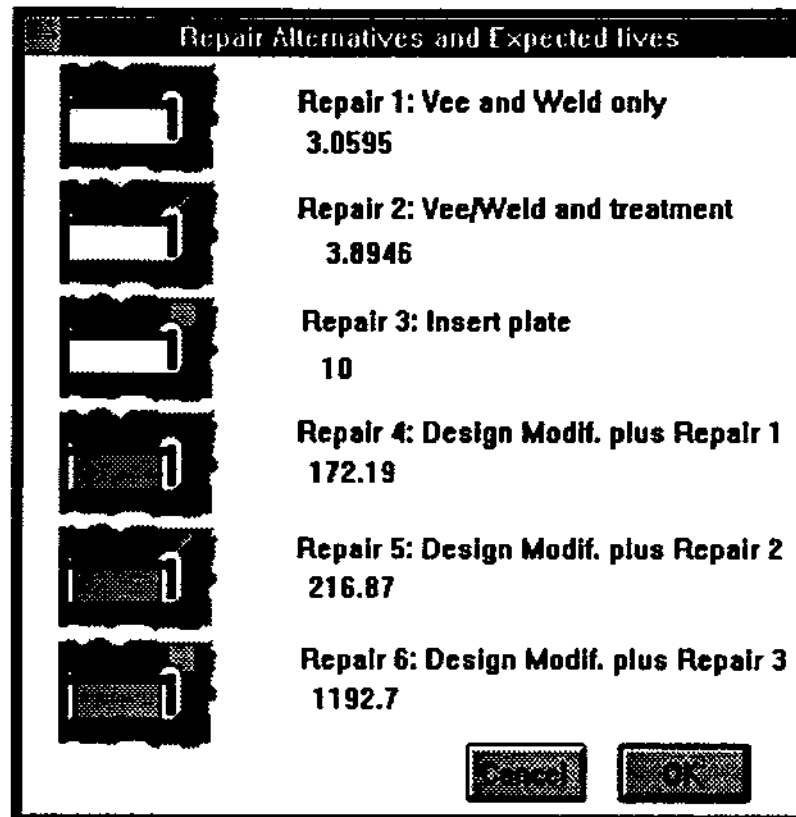 Repair Alternatives and Expected lives
Repair 1: Vee and Weld only
3.0595
Repair 2: Vee/Weld and treatment
3.8946
Repair 3: Insert plate
10
Repair 4: Design Modif. plus Repair 1
172.19
Repair 5: Design Modif. plus Repair 2
216.87
Repair 6: Design Modif. plus Repair 3
1192.7
Cancel OK